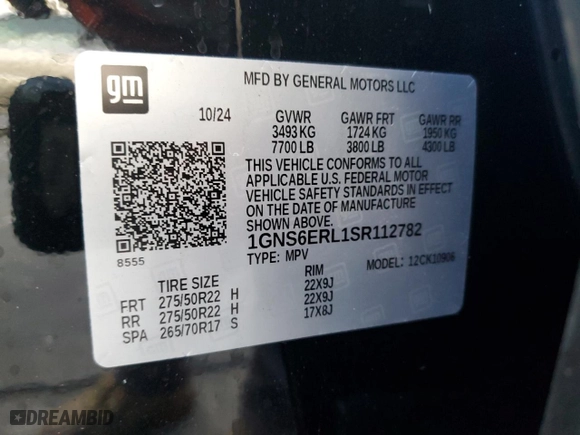 gm
MFD BY GENERAL MOTORS LLC
10/24 GVWR GAWR FRT GAWR RR
3493 KG 1724 KG 1950 KG
7700 LB 3800 LB 4300 LB
THIS VEHICLE CONFORMS TO ALL
APPLICABLE U.S. FEDERAL MOTOR
VEHICLE SAFETY STANDARDS IN EFFECT
ON THE DATE OF MANUFACTURE
SHOWN ABOVE.
1GNS6ERL1SR112782
8555
TYPE: MPV MODEL: 12CK10906
TIRE SIZE RIM
FRT 275/50R22 H 22X9J
RR 275/50R22 H 22X9J
SPA 265/70R17 S 17X8J
DREAMBID